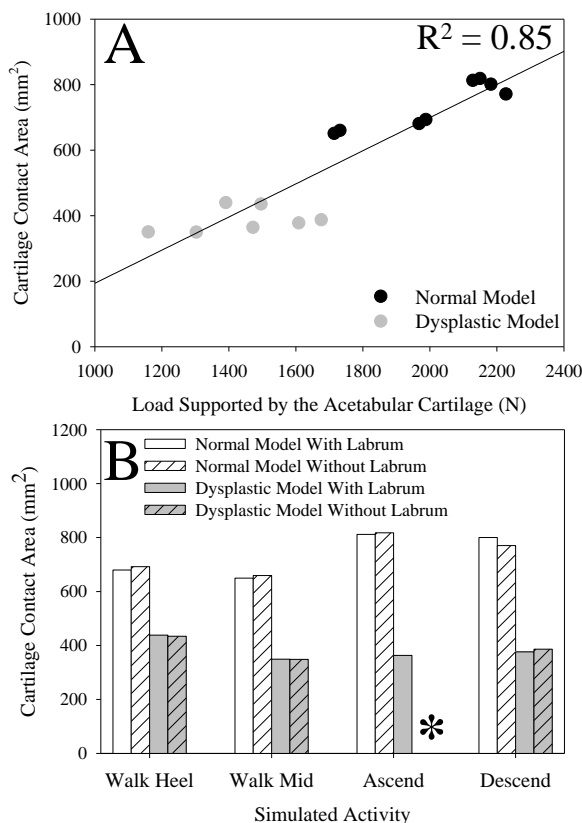 A
R² = 0.85
Cartilage Contact Area (mm²)
1000
800
600
400
200
0
Normal Model
Dysplastic Model
1000 1200 1400 1600 1800 2000 2200 2400
Load Supported by the Acetabular Cartilage (N)
B
Cartilage Contact Area (mm²)
1200
1000
800
600
400
200
0
Normal Model With Labrum
Normal Model Without Labrum
Dysplastic Model With Labrum
Dysplastic Model Without Labrum
*
Walk Heel Walk Mid Ascend Descend
Simulated Activity